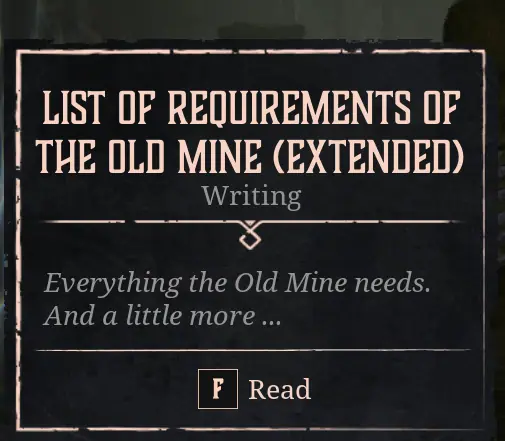 LIST OF REQUIREMENTS OF
THE OLD MINE (EXTENDED)
Writing
Everything the Old Mine needs.
And a little more ...
F Read